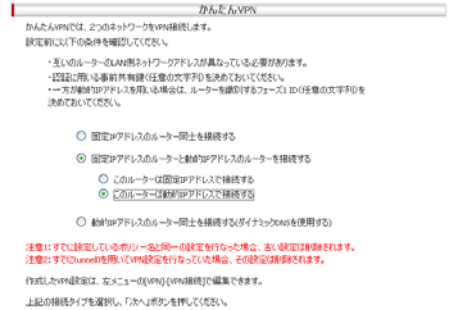 かんたんVPN
かんたんVPNでは、2つのネットワークをVPN接続します。
設定前に以下の条件を確認してください。
・互いのルーターのLAN側ネットワークアドレスが異なっている必要があります。
・認証に用いる事前共有鍵(任意の文字列)を決めておいてください。
・一方が動的IPアドレスを用いる場合は、ルーターを識別するフェーズ1 ID(任意の文字列)を
決めておいてください。
固定IPアドレスのルーター同士を接続する
固定IPアドレスのルーターと動的IPアドレスのルーターを接続する
このルーターは固定IPアドレスで接続する
このルーターは動的IPアドレスで接続する
動的IPアドレスのルーター同士を接続する(ダイナミックDNSを使用する)
注意1:すでに設定しているポリシー名と同一の設定を行なった場合、古い設定は削除されます。
注意2:すでにtunnel0を用いてVPN設定を行なっていた場合、その設定は削除されます。
作成したVPN設定は、左メニューの[VPN]-[VPN接続]で編集できます。
上記の接続タイプを選択し、「次へ」ボタンを押してください。